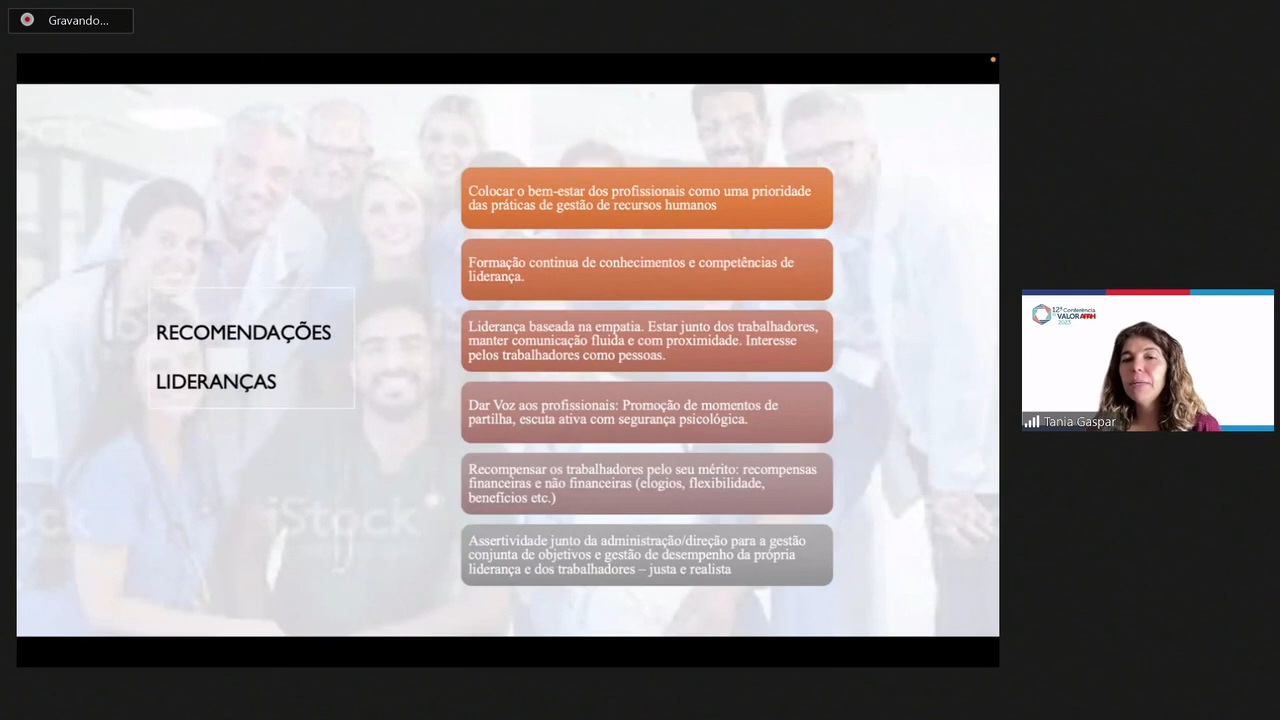 Gravando...
RECOMENDAÇÕES
LIDERANÇAS
Colocar o bem-estar dos profissionais como uma prioridade
das práticas de gestão de recursos humanos
Formação continua de conhecimentos e competências de
liderança.
Liderança baseada na empatia. Estar junto dos trabalhadores,
manter comunicação fluida e com proximidade. Interesse
pelos trabalhadores como pessoas.
Dar Voz aos profissionais: Promoção de momentos de
partilha, escuta ativa com segurança psicológica.
Recompensar os trabalhadores pelo seu mérito: recompensas
financeiras e não financeiras (elogios, flexibilidade,
benefícios etc.)
Assertividade junto da administração/direção para a gestão
conjunta de objetivos e gestão de desempenho da própria
liderança e dos trabalhadores – justa e realista
iStock
12ª Conferência
VALOR APAH
2023
Tania Gaspar